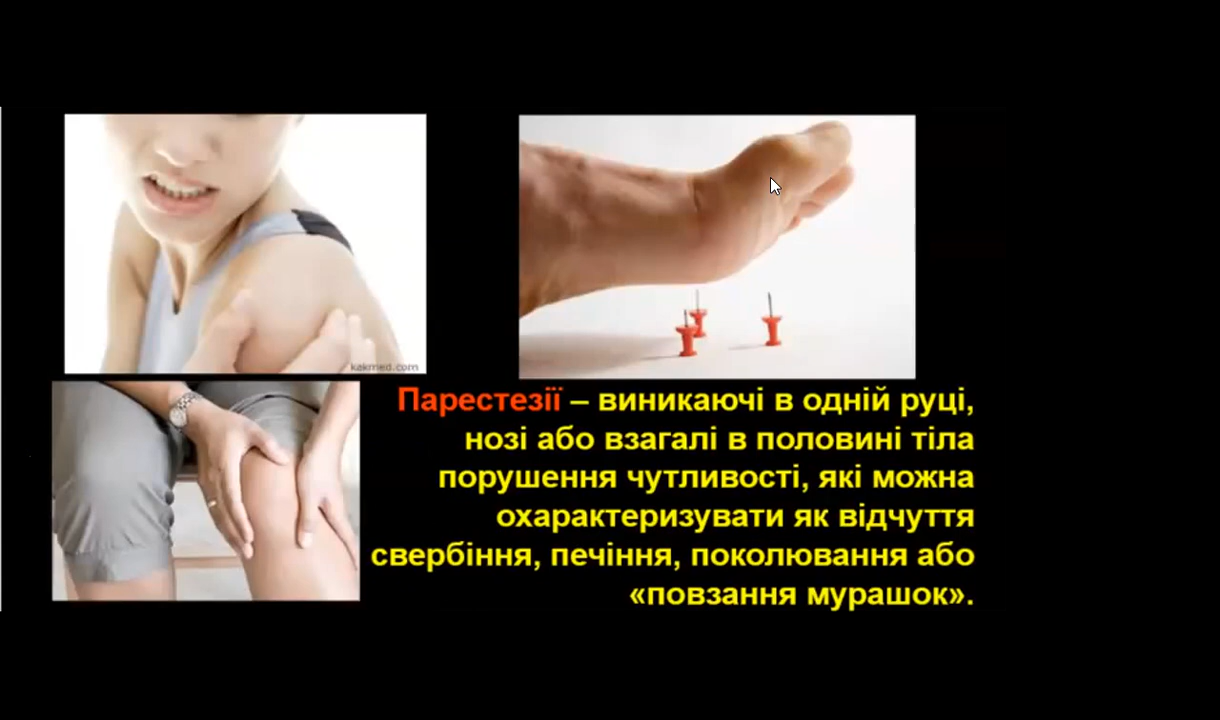 kakmed.com
Парестезії – виникаючі в одній руці,
нозі або взагалі в половині тіла
порушення чутливості, які можна
охарактеризувати як відчуття
свербіння, печіння, поколювання або
«повзання мурашок».